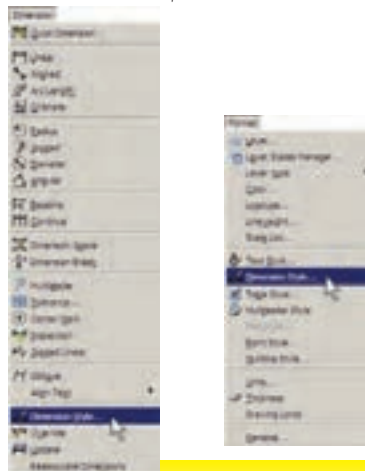 Dimension
Quick Dimension
Linear
Aligned
Arc Length
Ordinate
Radius
Jogged
Diameter
Angular
Baseline
Continue
Dimension Space
Dimension Break
Multileader
Tolerance...
Center Mark
Inspection
Jogged Linear
Oblique
Align Text
Dimension Style...
Override
Update
Reassociate Dimensions
Format
Layer...
Layer States Manager...
Layer Tools
Color...
Linetype...
Lineweight...
Text Style...
Dimension Style...
Table Style...
Multileader Style
Point Style...
Multiline Style...
Units...
Thickness
Drawing Limits
Rename...